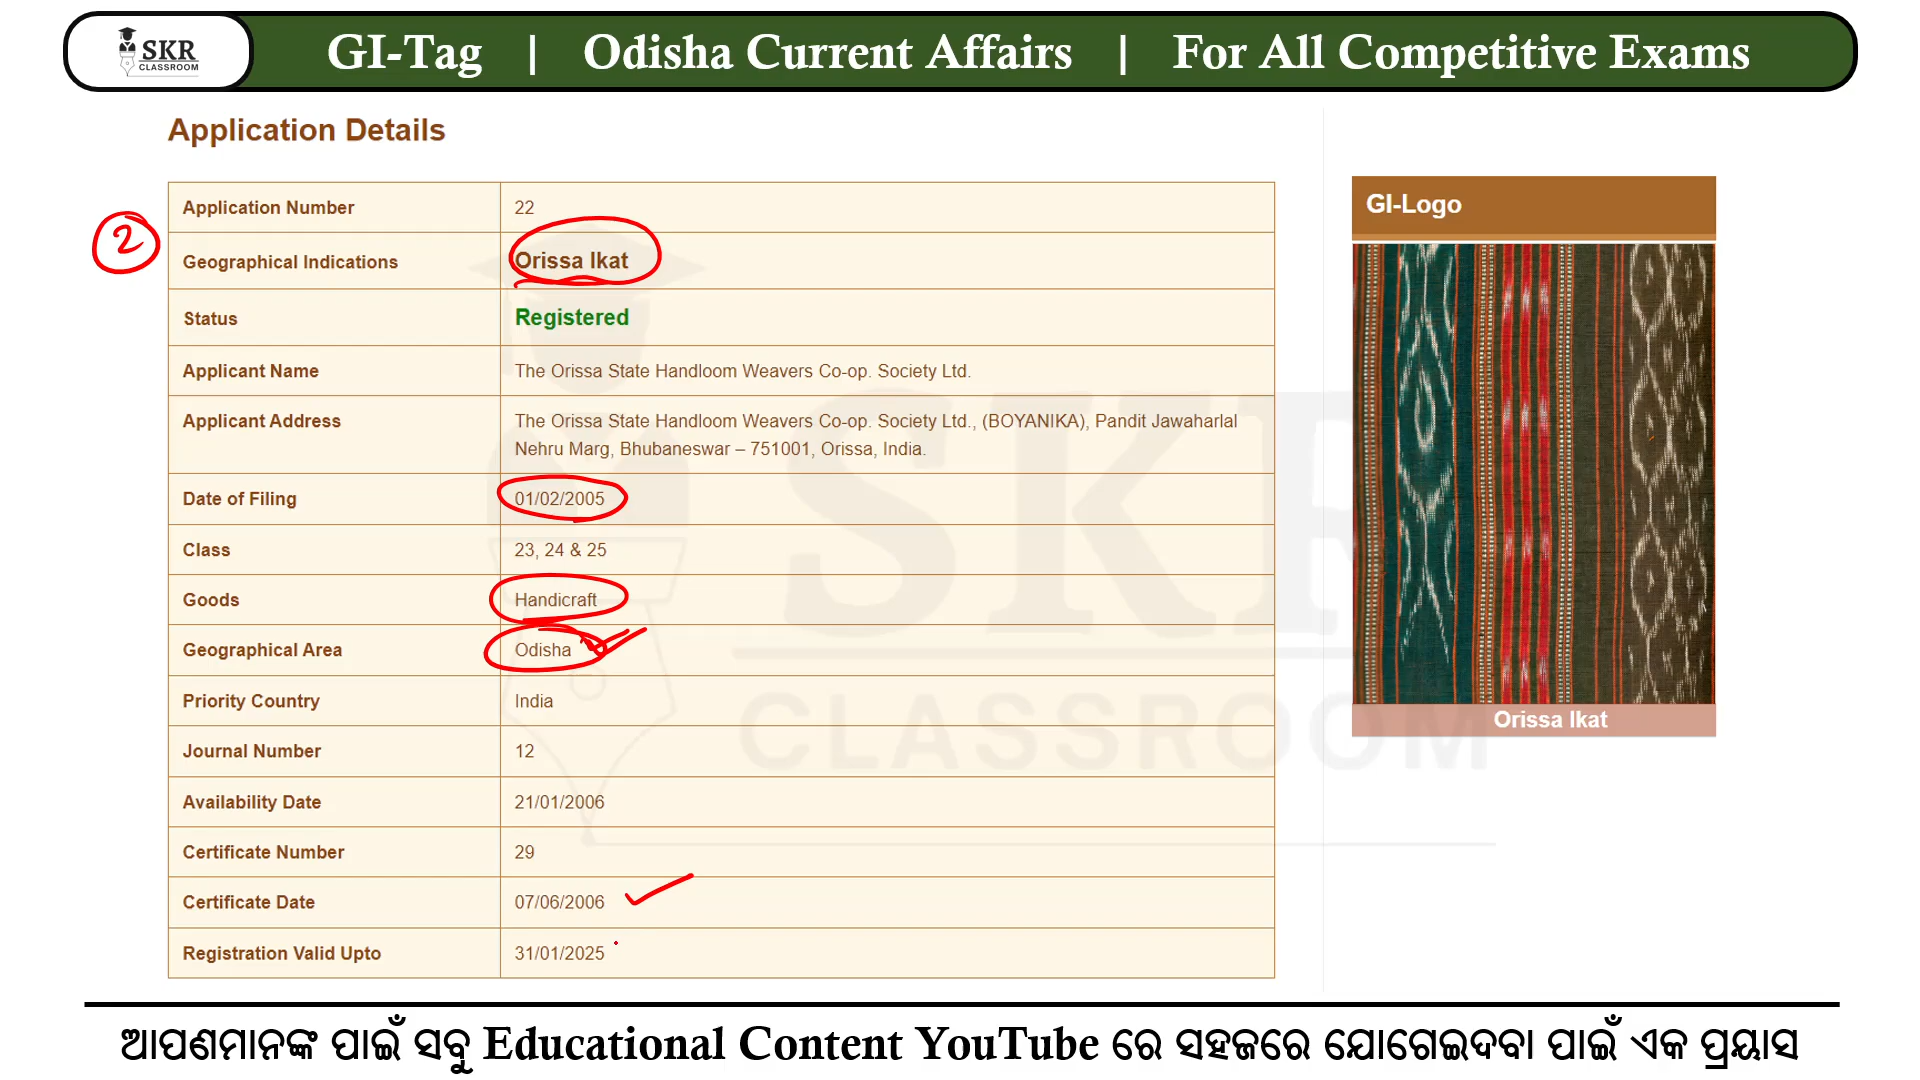 SKR
CLASSROOM
GI-Tag | Odisha Current Affairs | For All Competitive Exams
Application Details
Application Number 22
2
Geographical Indications Orissa Ikat
Status Registered
Applicant Name The Orissa State Handloom Weavers Co-op. Society Ltd.
Applicant Address The Orissa State Handloom Weavers Co-op. Society Ltd., (BOYANIKA), Pandit Jawaharlal
Nehru Marg, Bhubaneswar – 751001, Orissa, India.
Date of Filing 01/02/2005
Class 23, 24 & 25
Goods Handicraft
Geographical Area Odisha
Priority Country India
Journal Number 12
Availability Date 21/01/2006
Certificate Number 29
Certificate Date 07/06/2006
Registration Valid Upto 31/01/2025
GI-Logo
Orissa Ikat
SKR
CLASSROOM
ଆପଣମାନଙ୍କ ପାଇଁ ସବୁ Educational Content YouTube ରେ ସହଜରେ ଯୋଗେଇଦବା ପାଇଁ ଏକ ପ୍ରୟାସ